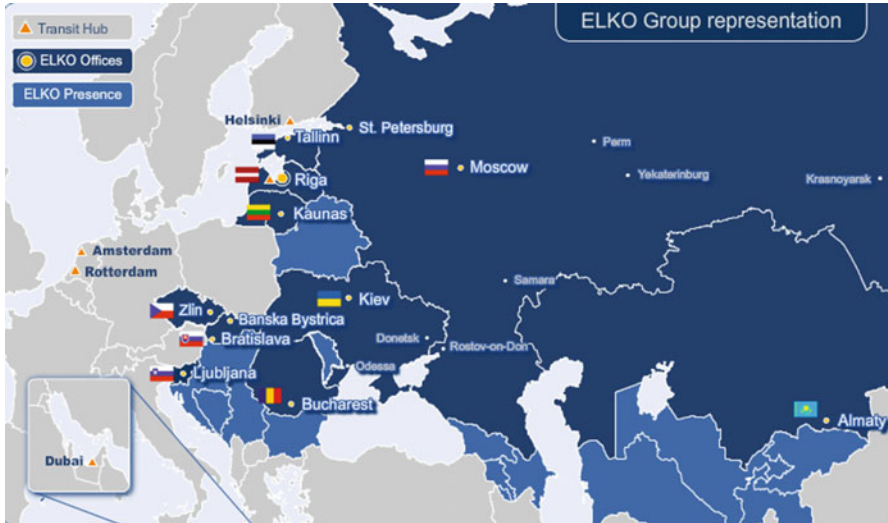 ELKO Group representation
Transit Hub
ELKO Offices
ELKO Presence
Helsinki
St. Petersburg
Tallinn
Perm
Moscow
Riga
Yekaterinburg
Krasnoyarsk
Kaunas
Amsterdam
Rotterdam
Samara
Kiev
Zlin
Banska Bystrica
Donetsk
Bratislava
Rostov-on-Don
Odessa
Ljubljana
Bucharest
Almaty
Dubai